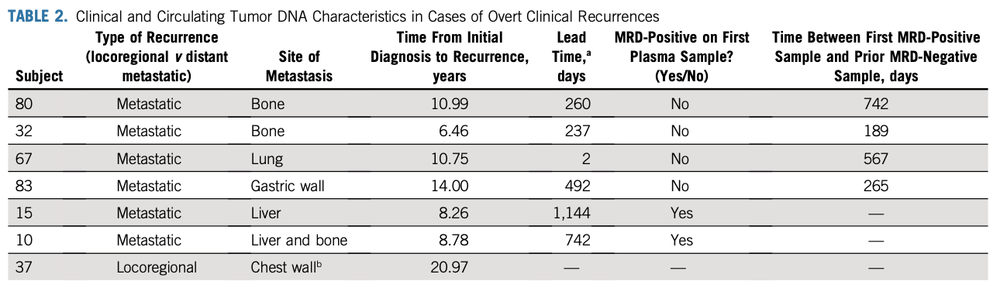 TABLE 2. Clinical and Circulating Tumor DNA Characteristics in Cases of Overt Clinical Recurrences
Subject Type of Recurrence (locoregional v distant metastatic) Site of Metastasis Time From Initial Diagnosis to Recurrence, years Lead Time,a days MRD-Positive on First Plasma Sample? (Yes/No) Time Between First MRD-Positive Sample and Prior MRD-Negative Sample, days
80 Metastatic Bone 10.99 260 No 742
32 Metastatic Bone 6.46 237 No 189
67 Metastatic Lung 10.75 2 No 567
83 Metastatic Gastric wall 14.00 492 No 265
15 Metastatic Liver 8.26 1,144 Yes —
10 Metastatic Liver and bone 8.78 742 Yes —
37 Locoregional Chest wallb 20.97 — — —